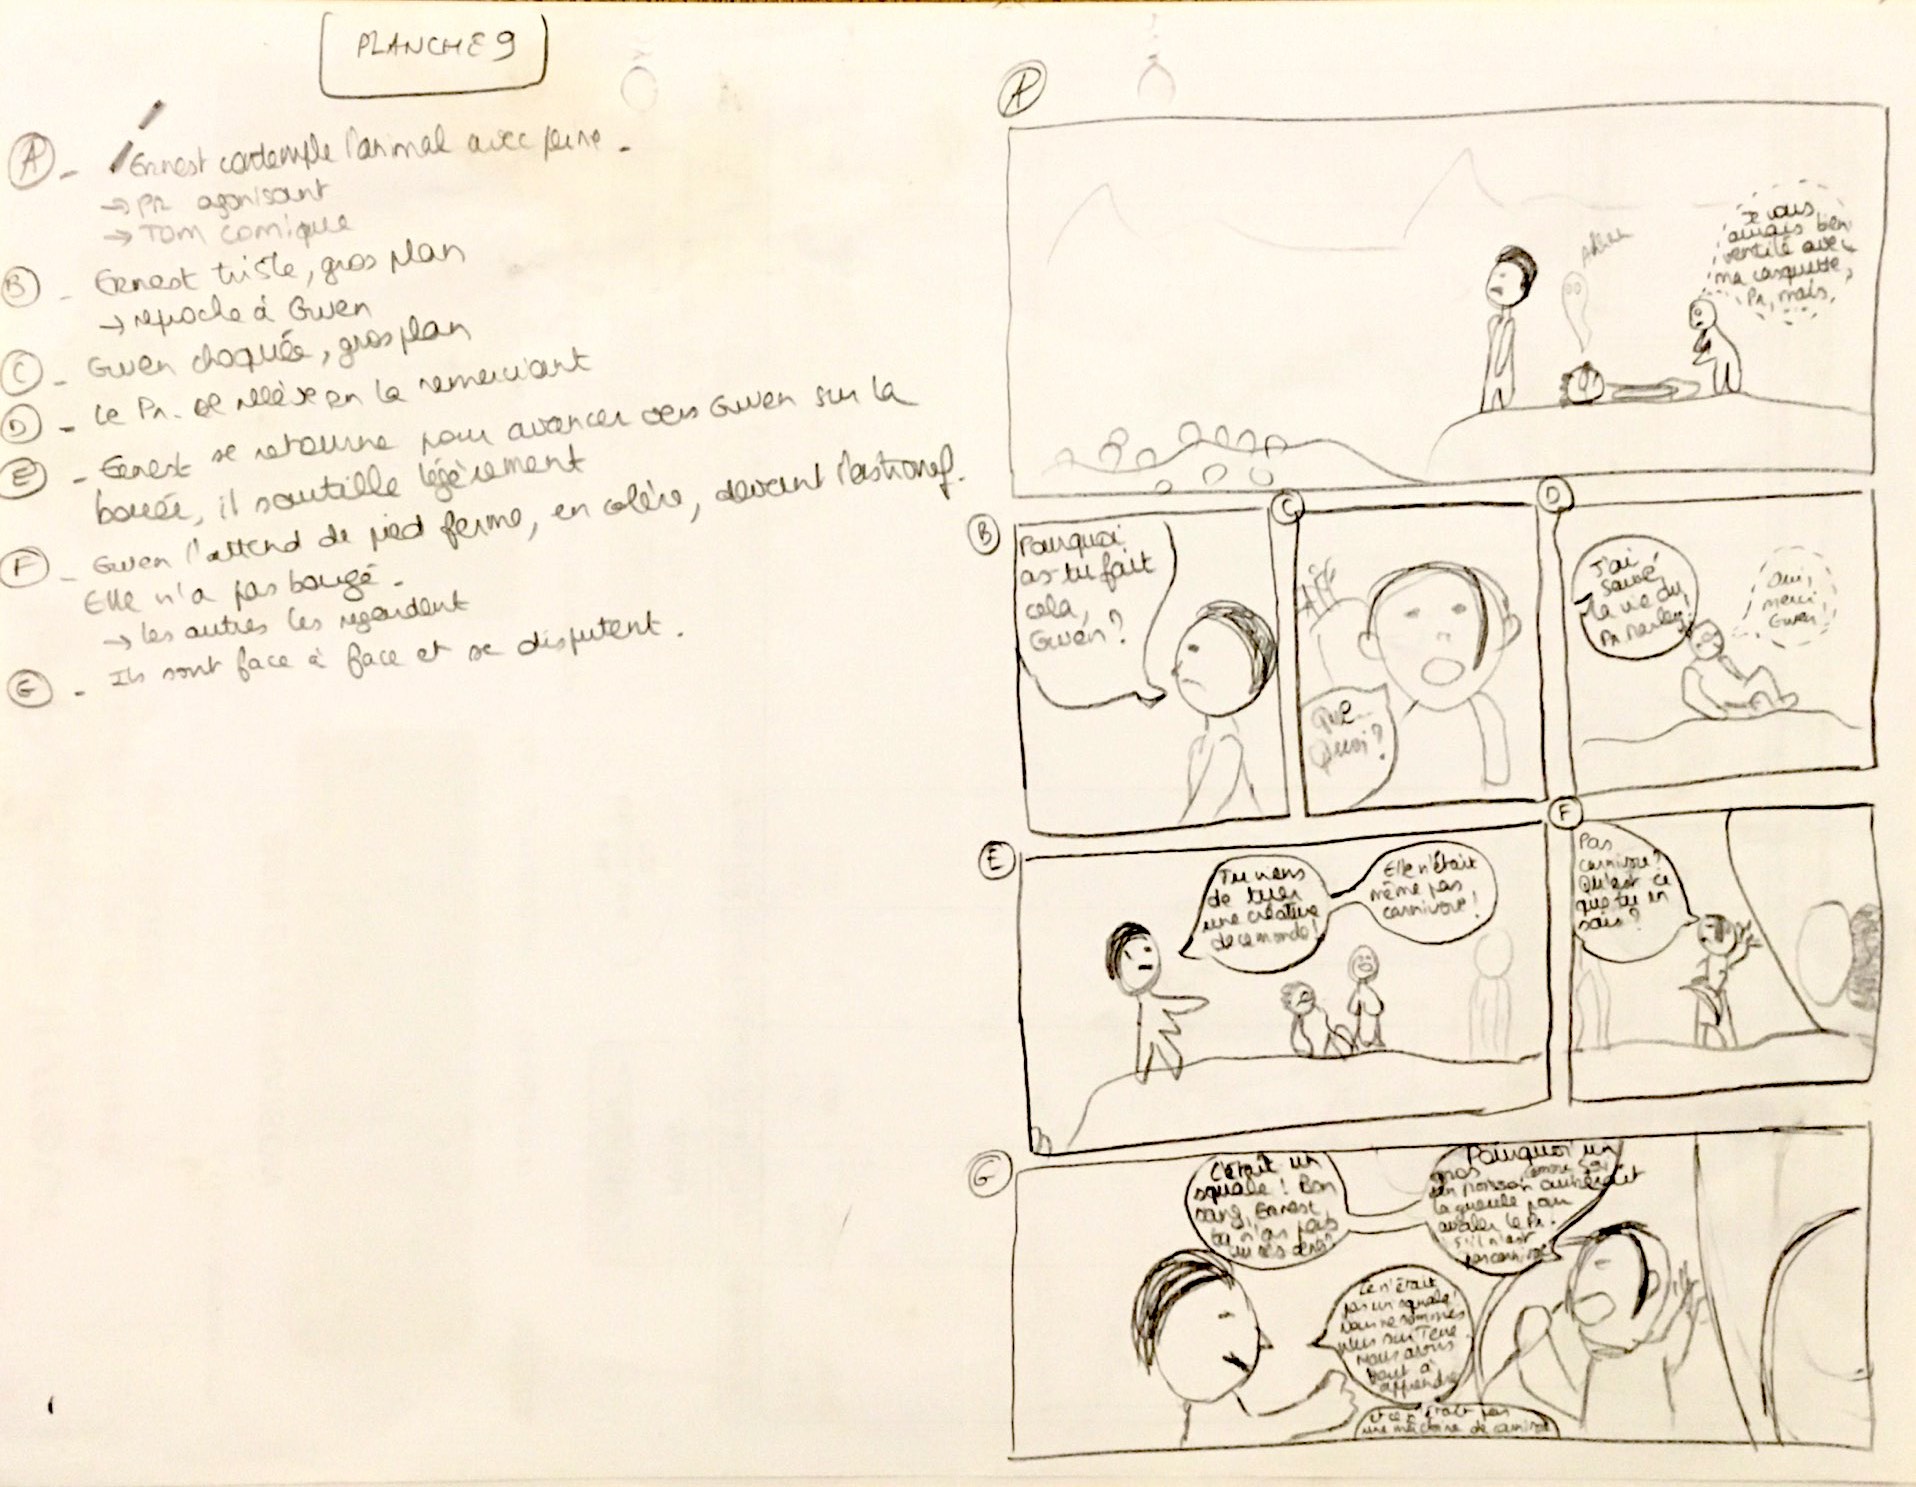 PLANCHE 9
A - Ernest contemple l'animal avec peine.
→ Pr agonisant
→ Tom comique
B - Ernest triste, gros plan
→ reproche à Gwen
C - Gwen choquée, gros plan
D - Le Pr. se relève en la remerciant
E - Ernest se retourne pour avancer vers Gwen sur la
bouée, il sautille légèrement
F - Gwen l'attend de pied ferme, en colère, devant l'astronef.
Elle n'a pas bougé.
→ les autres les regardent
G - Ils sont face à face et se disputent.
A
Je vous
aurais bien
ventilé avec
ma casquette,
Pr, mais,
B
Pourquoi
as-tu fait
cela,
Gwen?
C
Que...
Quoi?
D
J'ai
sauvé
la vie du
Pr
Oui,
merci
Gwen!
E
Tu viens
de tuer
une créature
de ce monde!
Elle n'était
même pas
carnivore!
F
Pas
carnivore?
Qu'est ce
que tu en
sais?
G
C'était un
squale! Bon
sang, Ernest,
tu n'as pas
vu ses dents?
Pourquoi un
gros
poisson ouvrirait
la gueule pour
avaler le Pr.
s'il n'est
pas carnivore
Ce n'était
pas un squale!
Nous ne sommes
plus sur Terre.
Nous avons
tout à
apprendre
et ce n'était pas
une mâchoire de carnivore